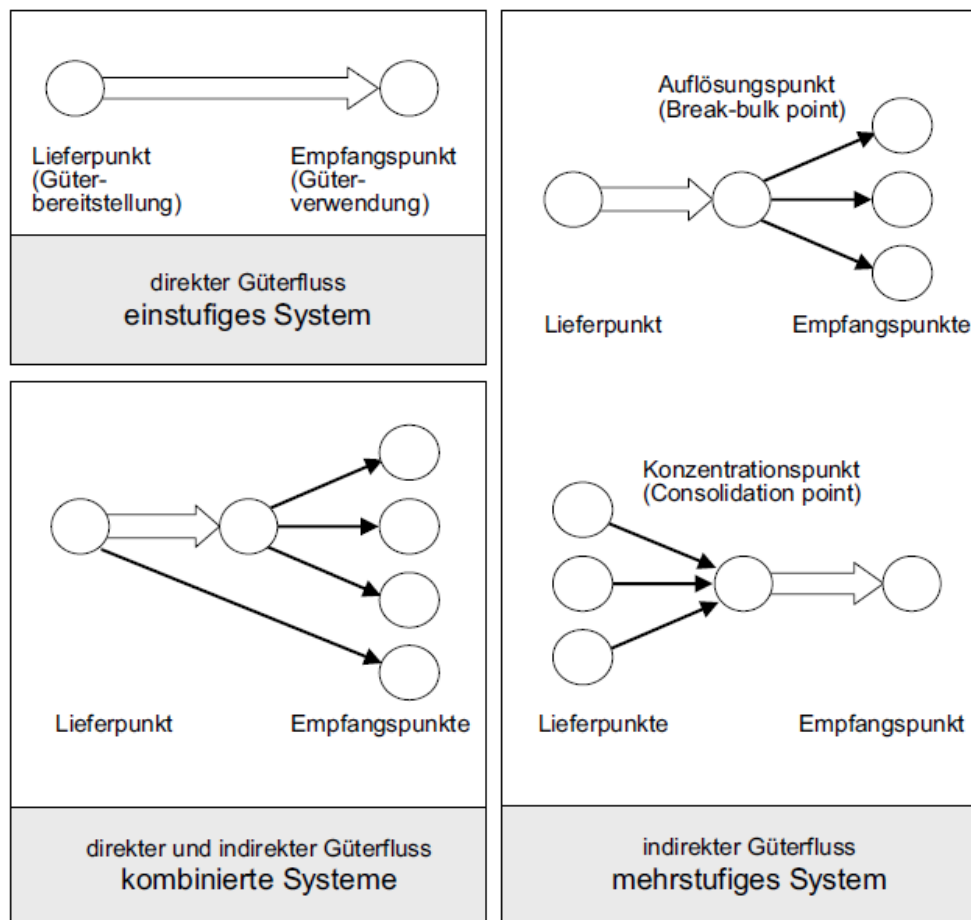 Lieferpunkt
(Güter-
bereitstellung)
Empfangspunkt
(Güter-
verwendung)
direkter Güterfluss
einstufiges System
Auflösungspunkt
(Break-bulk point)
Lieferpunkt
Empfangspunkte
Konzentrationspunkt
(Consolidation point)
Lieferpunkte
Empfangspunkt
indirekter Güterfluss
mehrstufiges System
Lieferpunkt
Empfangspunkte
direkter und indirekter Güterfluss
kombinierte Systeme